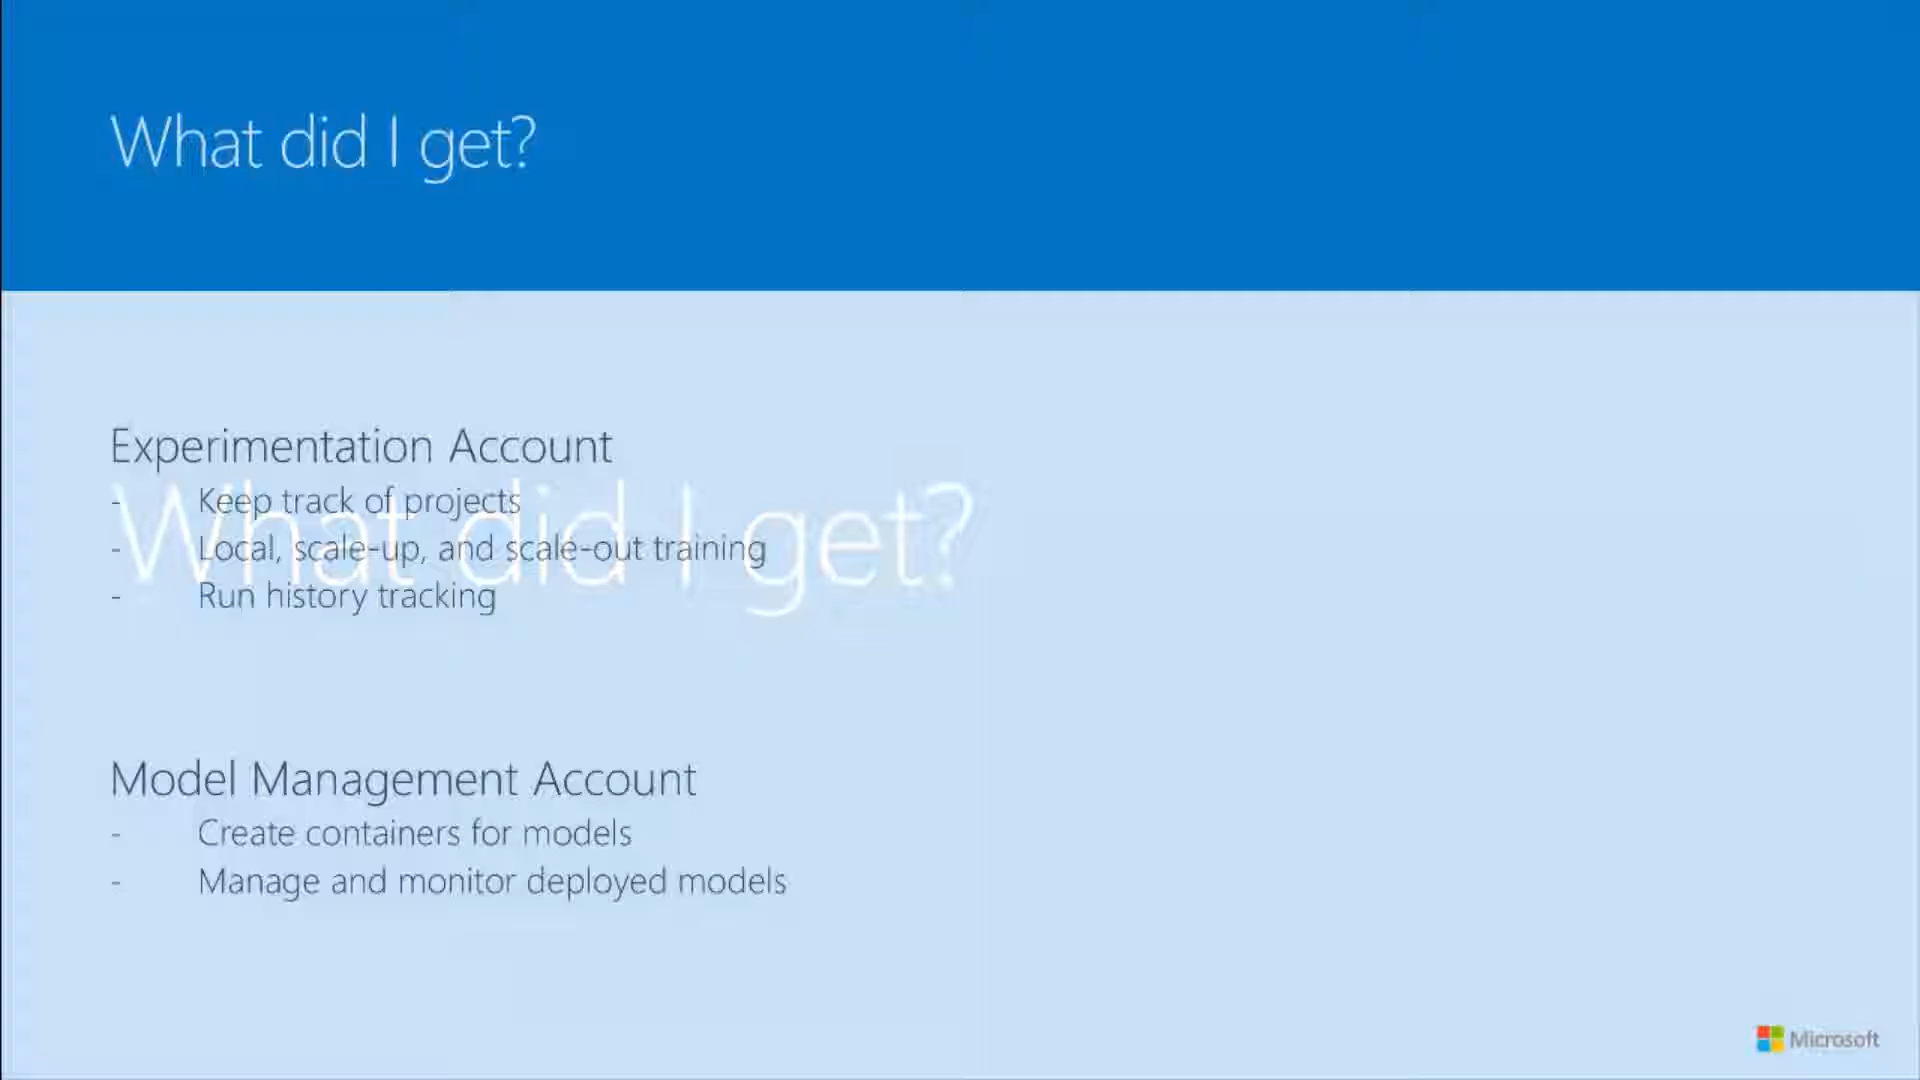 What did I get?
Experimentation Account
- Keep track of projects
What did I get?
- Local, scale-up, and scale-out training
- Run history tracking
Model Management Account
- Create containers for models
- Manage and monitor deployed models
Microsoft